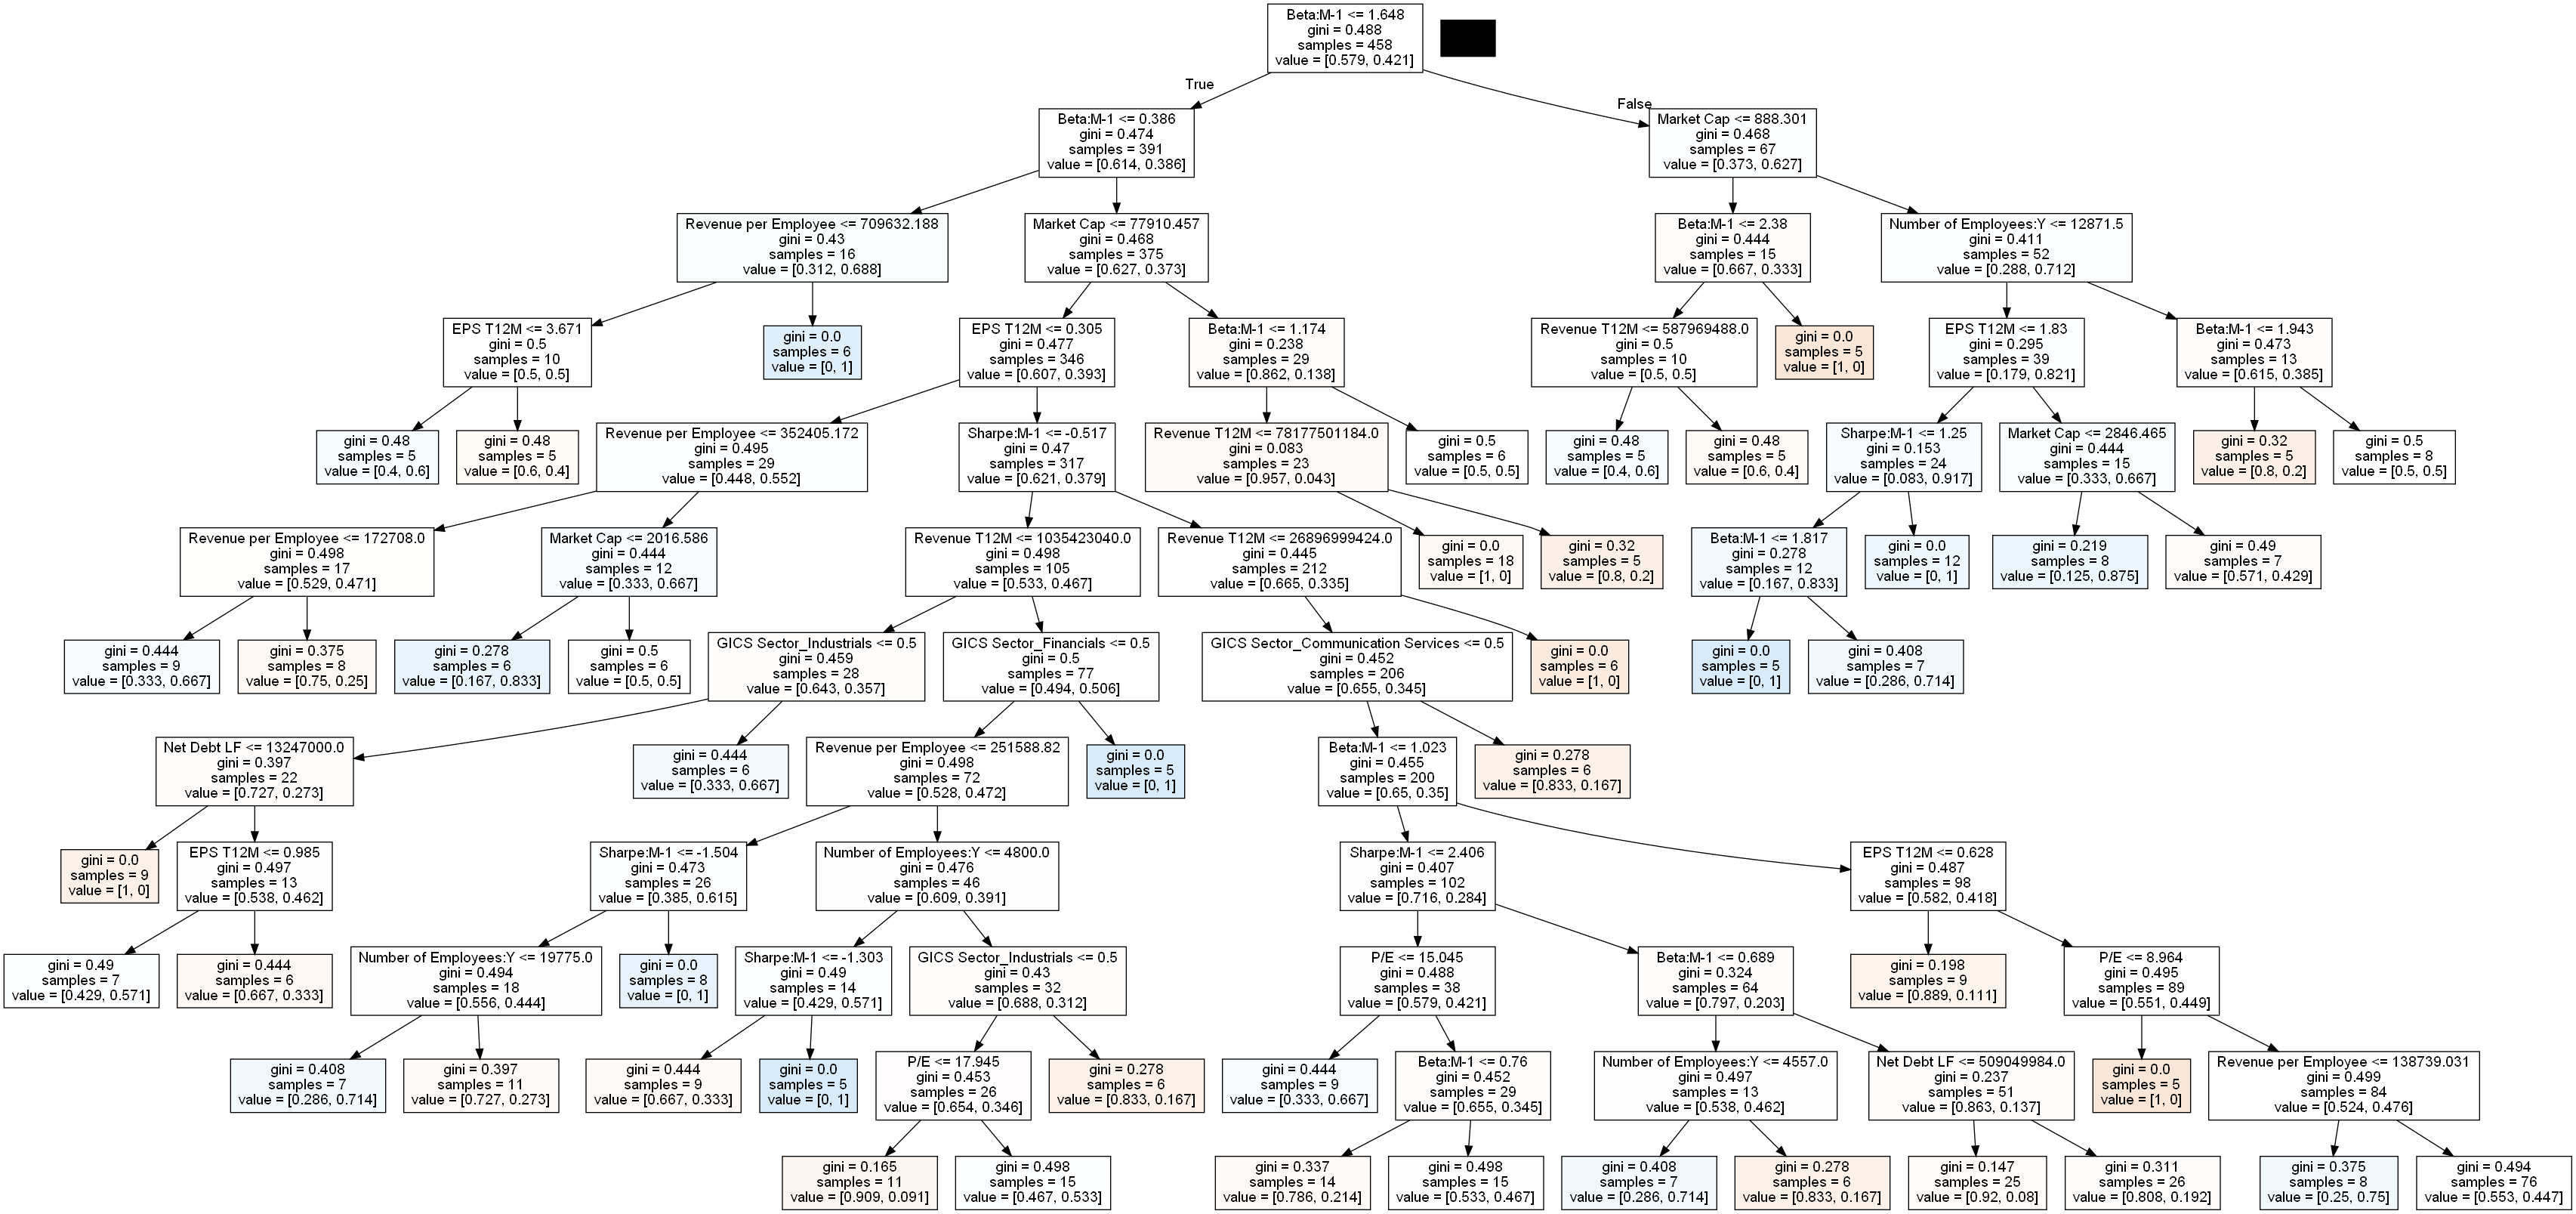 Beta:M-1 <= 1.648
gini = 0.488
samples = 458
value = [0.579, 0.421]
True
False
Beta:M-1 <= 0.386
gini = 0.474
samples = 391
value = [0.614, 0.386]
Market Cap <= 888.301
gini = 0.468
samples = 67
value = [0.373, 0.627]
Revenue per Employee <= 709632.188
gini = 0.43
samples = 16
value = [0.312, 0.688]
Market Cap <= 77910.457
gini = 0.468
samples = 375
value = [0.627, 0.373]
Beta:M-1 <= 2.38
gini = 0.444
samples = 15
value = [0.667, 0.333]
Number of Employees:Y <= 12871.5
gini = 0.411
samples = 52
value = [0.288, 0.712]
EPS T12M <= 3.671
gini = 0.5
samples = 10
value = [0.5, 0.5]
gini = 0.0
samples = 6
value = [0, 1]
EPS T12M <= 0.305
gini = 0.477
samples = 346
value = [0.607, 0.393]
Beta:M-1 <= 1.174
gini = 0.238
samples = 29
value = [0.862, 0.138]
Revenue T12M <= 587969488.0
gini = 0.5
samples = 10
value = [0.5, 0.5]
gini = 0.0
samples = 5
value = [1, 0]
EPS T12M <= 1.83
gini = 0.295
samples = 39
value = [0.179, 0.821]
Beta:M-1 <= 1.943
gini = 0.473
samples = 13
value = [0.615, 0.385]
gini = 0.48
samples = 5
value = [0.4, 0.6]
gini = 0.48
samples = 5
value = [0.6, 0.4]
Revenue per Employee <= 352405.172
gini = 0.495
samples = 29
value = [0.448, 0.552]
Sharpe:M-1 <= -0.517
gini = 0.47
samples = 317
value = [0.621, 0.379]
Revenue T12M <= 78177501184.0
gini = 0.083
samples = 23
value = [0.957, 0.043]
gini = 0.5
samples = 6
value = [0.5, 0.5]
gini = 0.48
samples = 5
value = [0.4, 0.6]
gini = 0.48
samples = 5
value = [0.6, 0.4]
Sharpe:M-1 <= 1.25
gini = 0.153
samples = 24
value = [0.083, 0.917]
Market Cap <= 2846.465
gini = 0.444
samples = 15
value = [0.333, 0.667]
gini = 0.32
samples = 5
value = [0.8, 0.2]
gini = 0.5
samples = 8
value = [0.5, 0.5]
Revenue per Employee <= 172708.0
gini = 0.498
samples = 17
value = [0.529, 0.471]
Market Cap <= 2016.586
gini = 0.444
samples = 12
value = [0.333, 0.667]
Revenue T12M <= 1035423040.0
gini = 0.498
samples = 105
value = [0.533, 0.467]
Revenue T12M <= 26896999424.0
gini = 0.445
samples = 212
value = [0.665, 0.335]
gini = 0.0
samples = 18
value = [1, 0]
gini = 0.32
samples = 5
value = [0.8, 0.2]
Beta:M-1 <= 1.817
gini = 0.278
samples = 12
value = [0.167, 0.833]
gini = 0.0
samples = 12
value = [0, 1]
gini = 0.219
samples = 8
value = [0.125, 0.875]
gini = 0.49
samples = 7
value = [0.571, 0.429]
gini = 0.444
samples = 9
value = [0.333, 0.667]
gini = 0.375
samples = 8
value = [0.75, 0.25]
gini = 0.278
samples = 6
value = [0.167, 0.833]
gini = 0.5
samples = 6
value = [0.5, 0.5]
GICS Sector_Industrials <= 0.5
gini = 0.459
samples = 28
value = [0.643, 0.357]
GICS Sector_Financials <= 0.5
gini = 0.5
samples = 77
value = [0.494, 0.506]
GICS Sector_Communication Services <= 0.5
gini = 0.452
samples = 206
value = [0.655, 0.345]
gini = 0.0
samples = 6
value = [1, 0]
gini = 0.0
samples = 5
value = [0, 1]
gini = 0.408
samples = 7
value = [0.286, 0.714]
Net Debt LF <= 13247000.0
gini = 0.397
samples = 22
value = [0.727, 0.273]
gini = 0.444
samples = 6
value = [0.333, 0.667]
Revenue per Employee <= 251588.82
gini = 0.498
samples = 72
value = [0.528, 0.472]
gini = 0.0
samples = 5
value = [0, 1]
Beta:M-1 <= 1.023
gini = 0.455
samples = 200
value = [0.65, 0.35]
gini = 0.278
samples = 6
value = [0.833, 0.167]
gini = 0.0
samples = 9
value = [1, 0]
EPS T12M <= 0.985
gini = 0.497
samples = 13
value = [0.538, 0.462]
Sharpe:M-1 <= -1.504
gini = 0.473
samples = 26
value = [0.385, 0.615]
Number of Employees:Y <= 4800.0
gini = 0.476
samples = 46
value = [0.609, 0.391]
Sharpe:M-1 <= 2.406
gini = 0.407
samples = 102
value = [0.716, 0.284]
EPS T12M <= 0.628
gini = 0.487
samples = 98
value = [0.582, 0.418]
gini = 0.49
samples = 7
value = [0.429, 0.571]
gini = 0.444
samples = 6
value = [0.667, 0.333]
Number of Employees:Y <= 19775.0
gini = 0.494
samples = 18
value = [0.556, 0.444]
gini = 0.0
samples = 8
value = [0, 1]
Sharpe:M-1 <= -1.303
gini = 0.49
samples = 14
value = [0.429, 0.571]
GICS Sector_Industrials <= 0.5
gini = 0.43
samples = 32
value = [0.688, 0.312]
P/E <= 15.045
gini = 0.488
samples = 38
value = [0.579, 0.421]
Beta:M-1 <= 0.689
gini = 0.324
samples = 64
value = [0.797, 0.203]
gini = 0.198
samples = 9
value = [0.889, 0.111]
P/E <= 8.964
gini = 0.495
samples = 89
value = [0.551, 0.449]
gini = 0.408
samples = 7
value = [0.286, 0.714]
gini = 0.397
samples = 11
value = [0.727, 0.273]
gini = 0.444
samples = 9
value = [0.667, 0.333]
gini = 0.0
samples = 5
value = [0, 1]
P/E <= 17.945
gini = 0.453
samples = 26
value = [0.654, 0.346]
gini = 0.278
samples = 6
value = [0.833, 0.167]
gini = 0.444
samples = 9
value = [0.333, 0.667]
Beta:M-1 <= 0.76
gini = 0.452
samples = 29
value = [0.655, 0.345]
Number of Employees:Y <= 4557.0
gini = 0.497
samples = 13
value = [0.538, 0.462]
Net Debt LF <= 509049984.0
gini = 0.237
samples = 51
value = [0.863, 0.137]
gini = 0.0
samples = 5
value = [1, 0]
Revenue per Employee <= 138739.031
gini = 0.499
samples = 84
value = [0.524, 0.476]
gini = 0.165
samples = 11
value = [0.909, 0.091]
gini = 0.498
samples = 15
value = [0.467, 0.533]
gini = 0.337
samples = 14
value = [0.786, 0.214]
gini = 0.498
samples = 15
value = [0.533, 0.467]
gini = 0.408
samples = 7
value = [0.286, 0.714]
gini = 0.278
samples = 6
value = [0.833, 0.167]
gini = 0.147
samples = 25
value = [0.92, 0.08]
gini = 0.311
samples = 26
value = [0.808, 0.192]
gini = 0.375
samples = 8
value = [0.25, 0.75]
gini = 0.494
samples = 76
value = [0.553, 0.447]